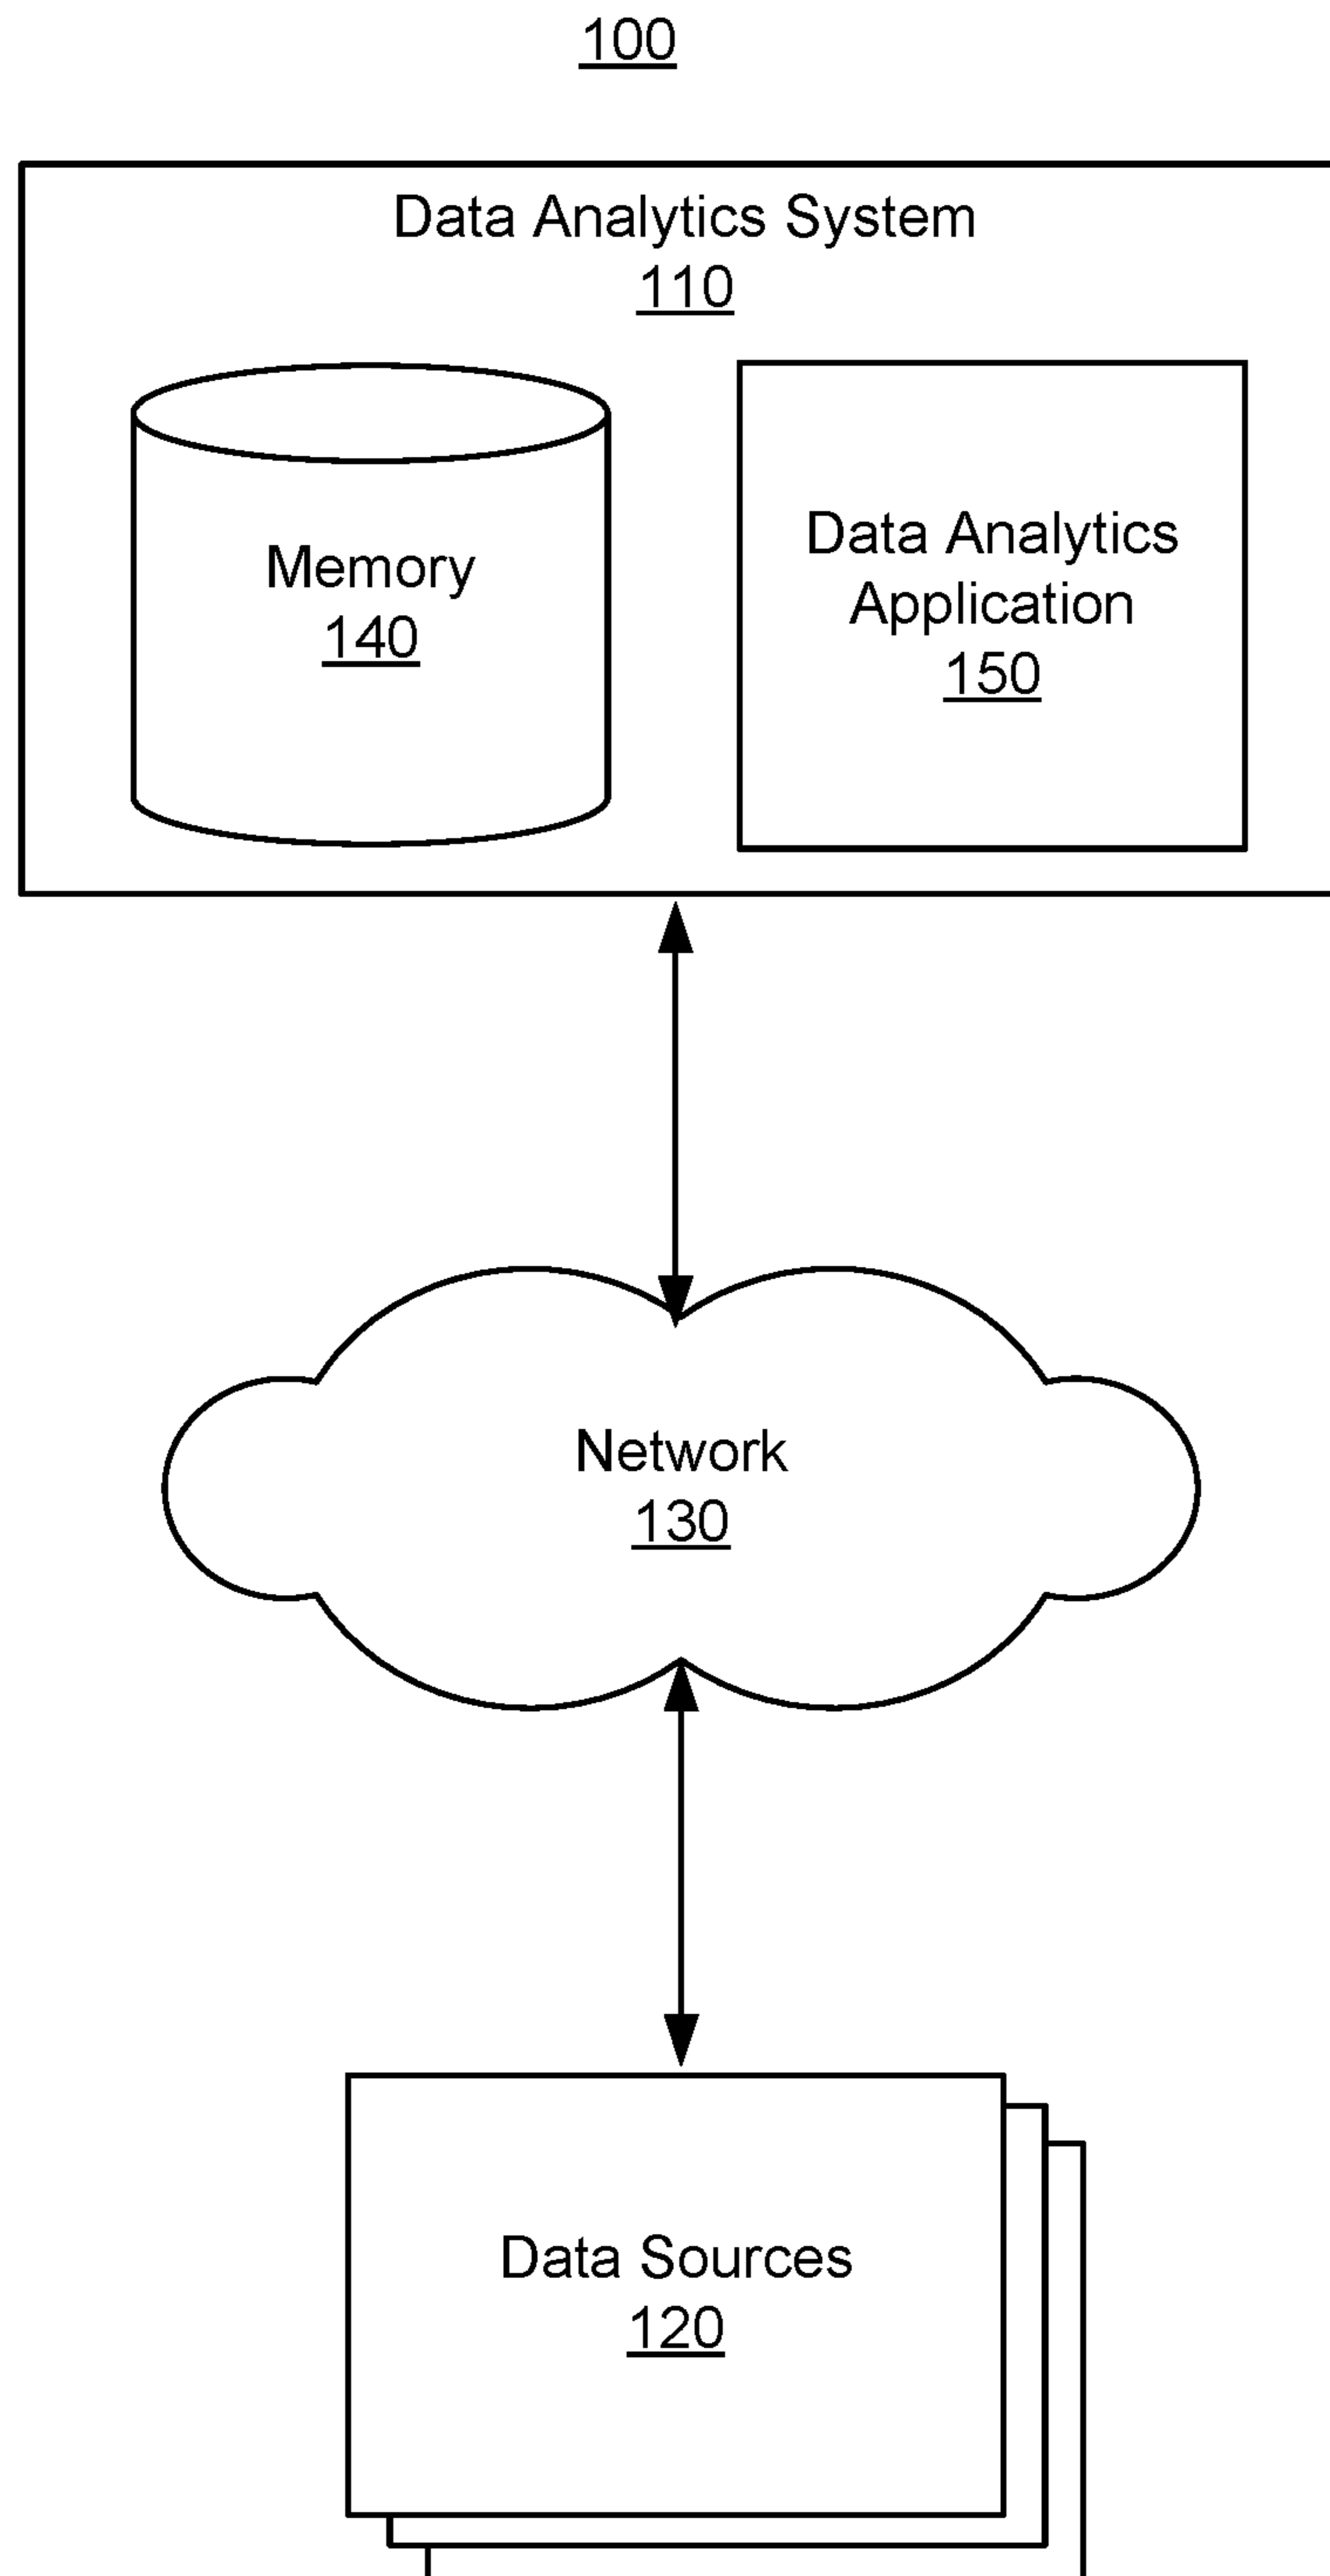 100
Data Analytics System
110
Memory
140
Data Analytics
Application
150
Network
130
Data Sources
120